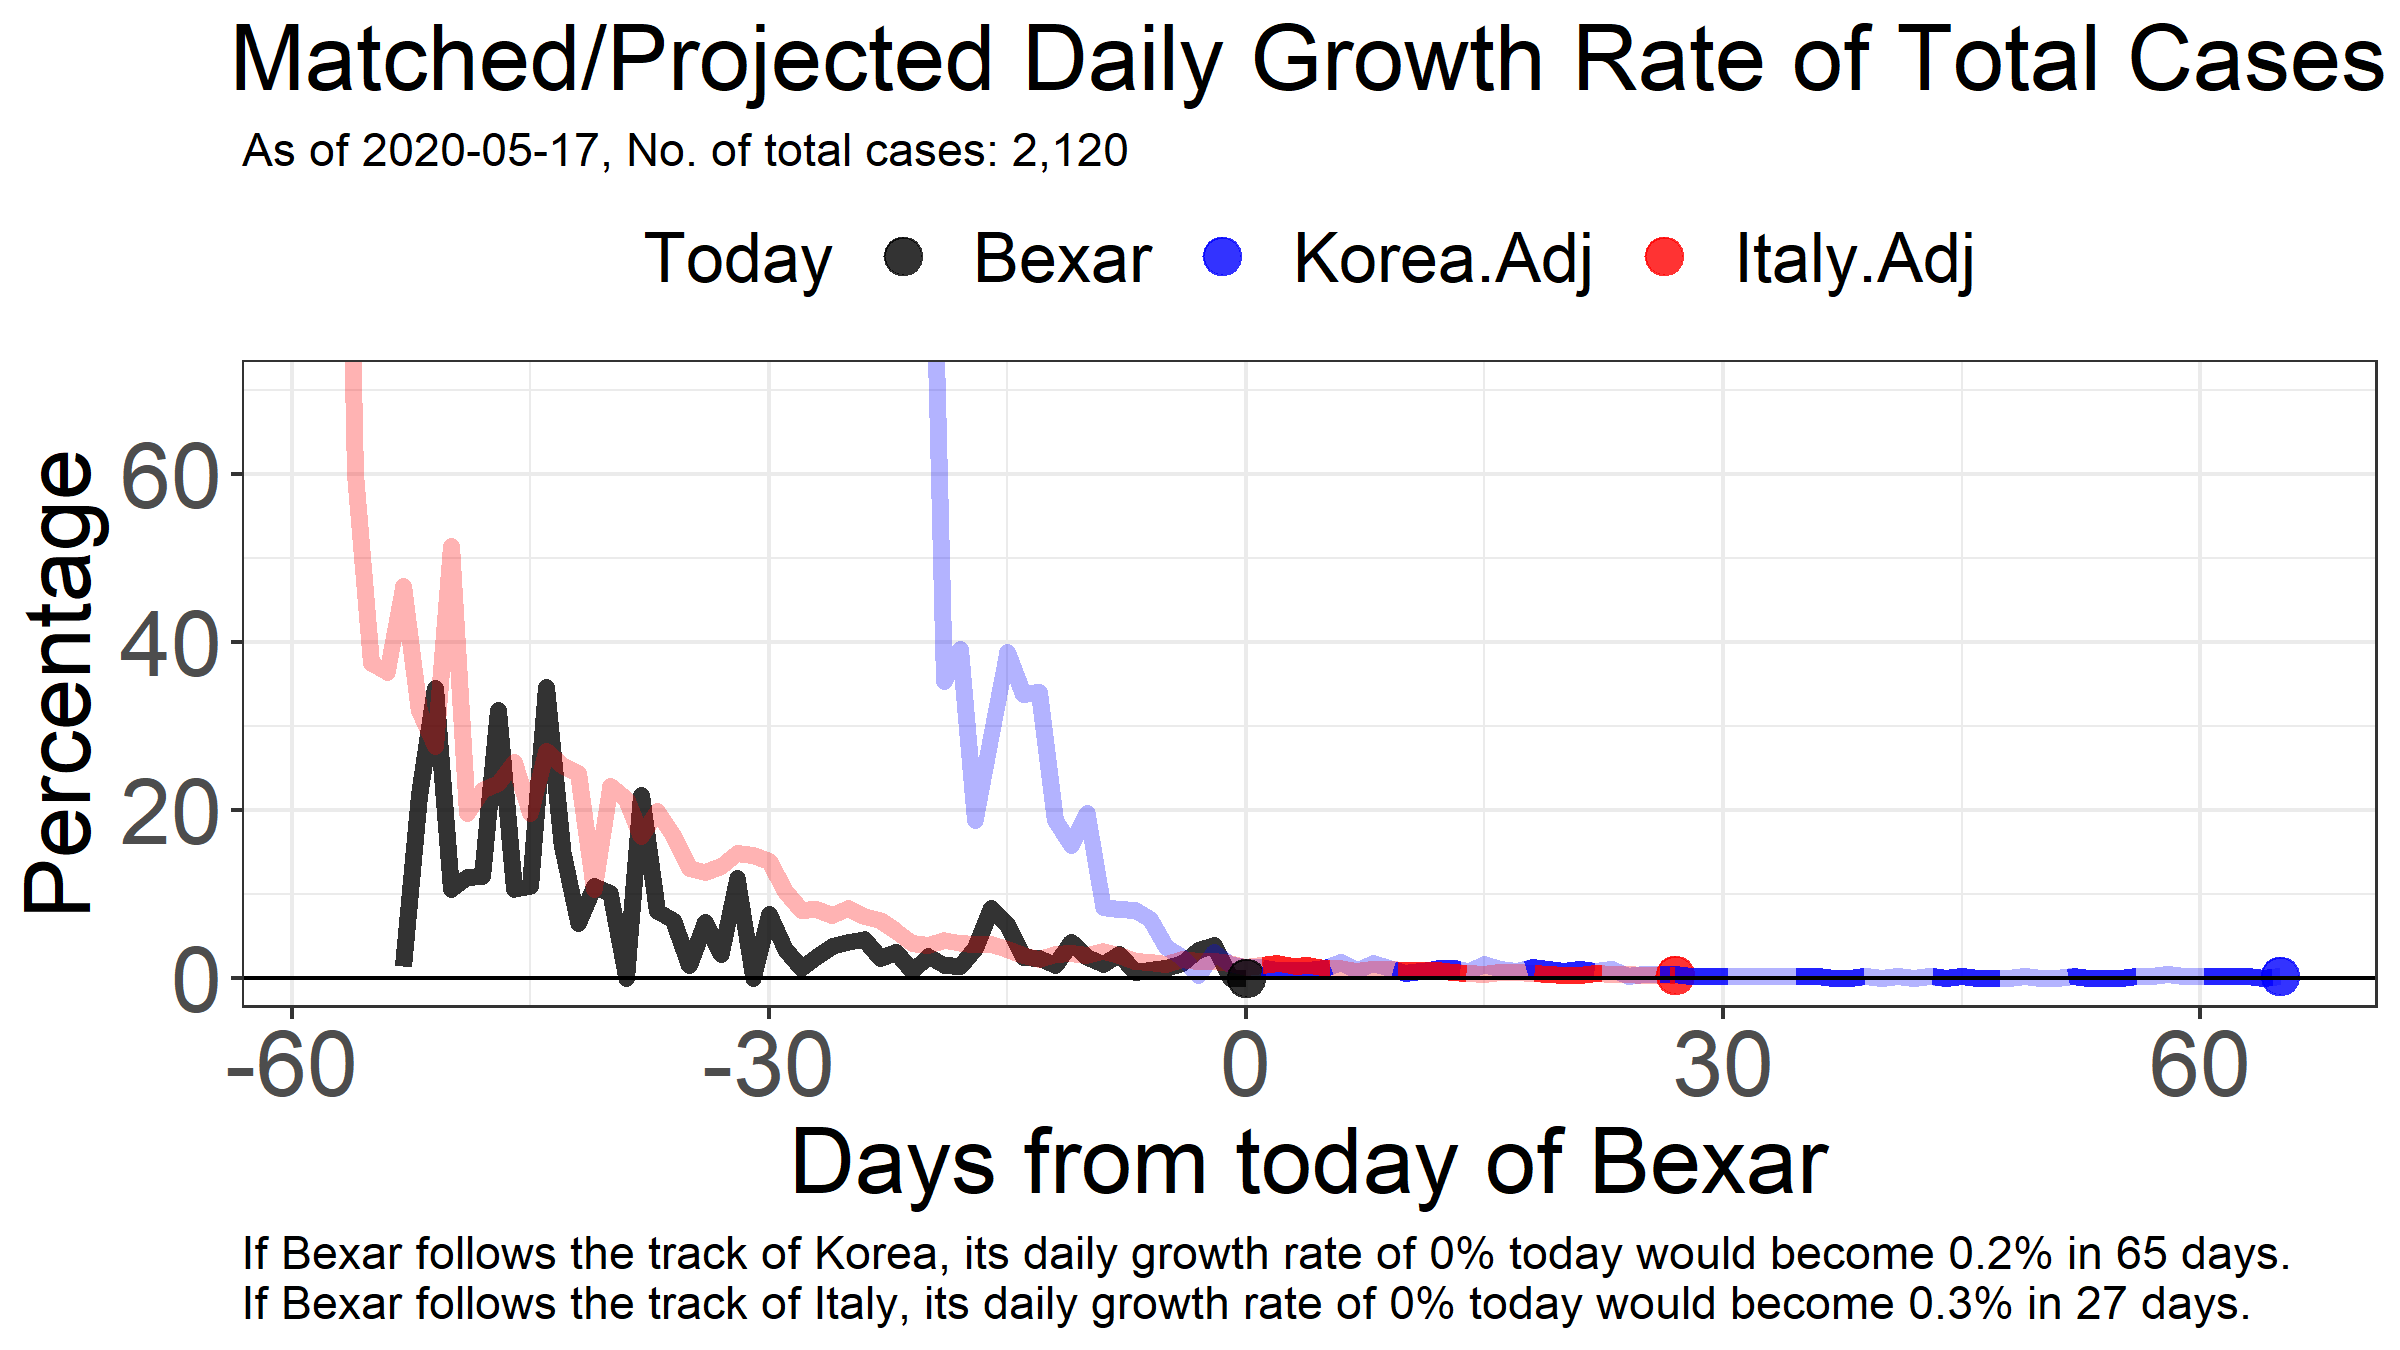 Matched/Projected Daily Growth Rate of Total Cases
As of 2020-05-17, No. of total cases: 2,120
Today Bexar Korea.Adj Italy.Adj
Percentage
60
40
20
0
-60 -30 0 30 60
Days from today of Bexar
If Bexar follows the track of Korea, its daily growth rate of 0% today would become 0.2% in 65 days.
If Bexar follows the track of Italy, its daily growth rate of 0% today would become 0.3% in 27 days.